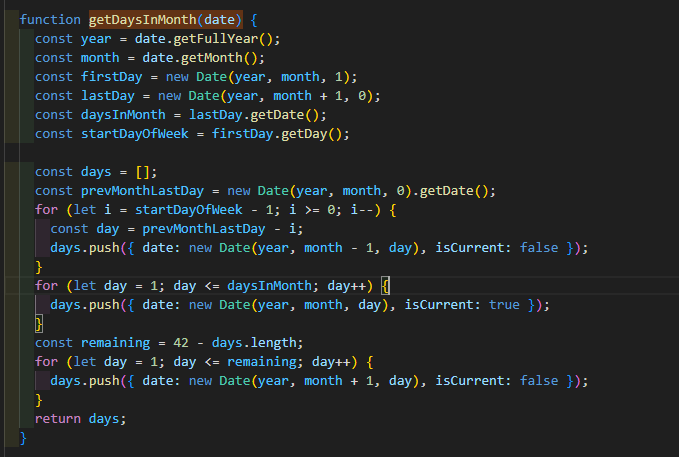 function getDaysInMonth(date) {
  const year = date.getFullYear();
  const month = date.getMonth();
  const firstDay = new Date(year, month, 1);
  const lastDay = new Date(year, month + 1, 0);
  const daysInMonth = lastDay.getDate();
  const startDayOfWeek = firstDay.getDay();

  const days = [];
  const prevMonthLastDay = new Date(year, month, 0).getDate();
  for (let i = startDayOfWeek - 1; i >= 0; i--) {
    const day = prevMonthLastDay - i;
    days.push({ date: new Date(year, month - 1, day), isCurrent: false });
  }
  for (let day = 1; day <= daysInMonth; day++) {
    days.push({ date: new Date(year, month, day), isCurrent: true });
  }
  const remaining = 42 - days.length;
  for (let day = 1; day <= remaining; day++) {
    days.push({ date: new Date(year, month + 1, day), isCurrent: false });
  }
  return days;
}